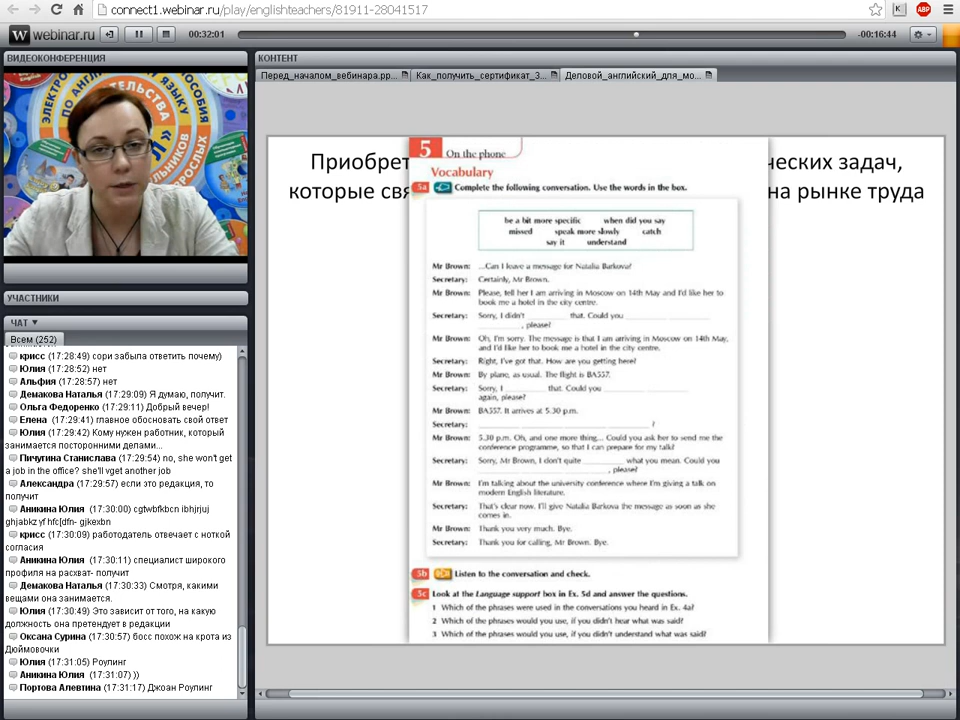 connect1.webinar.ru/play/englishteachers/81911-28041517
K
ABP
W webinar.ru
00:32:01
-00:16:44
ВИДЕОКОНФЕРЕНЦИЯ
УЧАСТНИКИ
ЧАТ
Всем (252)
крисс (17:28:49) сори забыла ответить почему)
Юлия (17:28:52) нет
Альфия (17:28:57) нет
Демакова Наталья (17:29:09) Я думаю, получит.
Ольга Федоренко (17:29:11) Добрый вечер!
Елена (17:29:41) главное обосновать свой ответ
Юлия (17:29:42) Кому нужен работник, который
занимается посторонними делами...
Пичугина Станислава (17:29:54) no, she won't get
a job in the office? she'll vget another job
Александра (17:29:57) если это редакция, то
получит
Аникина Юлия (17:30:00) cgtwbfkbcn ibhjrjuj
ghjabkz yf hfc[dfn- gjkexbn
крисс (17:30:09) работодатель отвечает с ноткой
согласия
Аникина Юлия (17:30:11) специалист широкого
профиля на расхват- получит
Демакова Наталья (17:30:33) Смотря, какими
вещами она занимается.
Юлия (17:30:49) Это зависит от того, на какую
должность она претендует в редакции
Оксана Сурина (17:30:57) босс похож на крота из
Дюймовочки
Юлия (17:31:05) Роулинг
Аникина Юлия (17:31:07) ))
Портова Алевтина (17:31:17) Джоан Роулинг
КОНТЕНТ
Перед_началом_вебинара.pp...
Как_получить_сертификат_3...
Деловой_английский_для_мо...
Приобрет ческих задач,
которые свя на рынке труда
5 On the phone
Vocabulary
5a Complete the following conversation. Use the words in the box.
be a bit more specific when did you say
missed speak more slowly catch
say it understand
Mr Brown: ...Can I leave a message for Natalia Barkova?
Secretary: Certainly, Mr Brown.
Mr Brown: Please, tell her I am arriving in Moscow on 14th May and I'd like her to
book me a hotel in the city centre.
Secretary: Sorry, I didn't ________ that. Could you ________ ________
________, please?
Mr Brown: Oh, I'm sorry. The message is that I am arriving in Moscow on 14th May,
and I'd like her to book me a hotel in the city centre.
Secretary: Right, I've got that. How are you getting here?
Mr Brown: By plane, as usual. The flight is BA557.
Secretary: Sorry, I ________ that. Could you ________ ________
again, please?
Mr Brown: BA557. It arrives at 5.30 p.m.
Secretary: ________________________________ ?
Mr Brown: 5.30 p.m. Oh, and one more thing... Could you ask her to send me the
conference programme, so that I can prepare for my talk?
Secretary: Sorry, Mr Brown, I don't quite ________ what you mean. Could you
________________________, please?
Mr Brown: I'm talking about the university conference where I'm giving a talk on
modern English literature.
Secretary: That's clear now. I'll give Natalia Barkova the message as soon as she
comes in.
Mr Brown: Thank you very much. Bye.
Secretary: Thank you for calling, Mr Brown. Bye.
5b Listen to the conversation and check.
5c Look at the Language support box in Ex. 5d and answer the questions.
1 Which of the phrases were used in the conversations you heard in Ex. 4a?
2 Which of the phrases would you use, if you didn't hear what was said?
3 Which of the phrases would you use, if you didn't understand what was said?